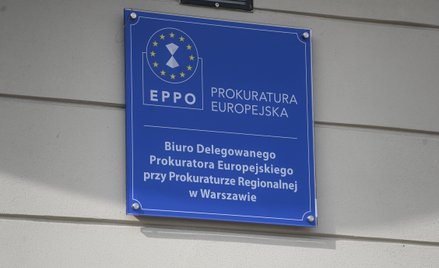 EPPO
PROKURATURA
EUROPEJSKA
Biuro Delegowanego
Prokuratora Europejskiego
przy Prokuraturze Regionalnej
w Warszawie